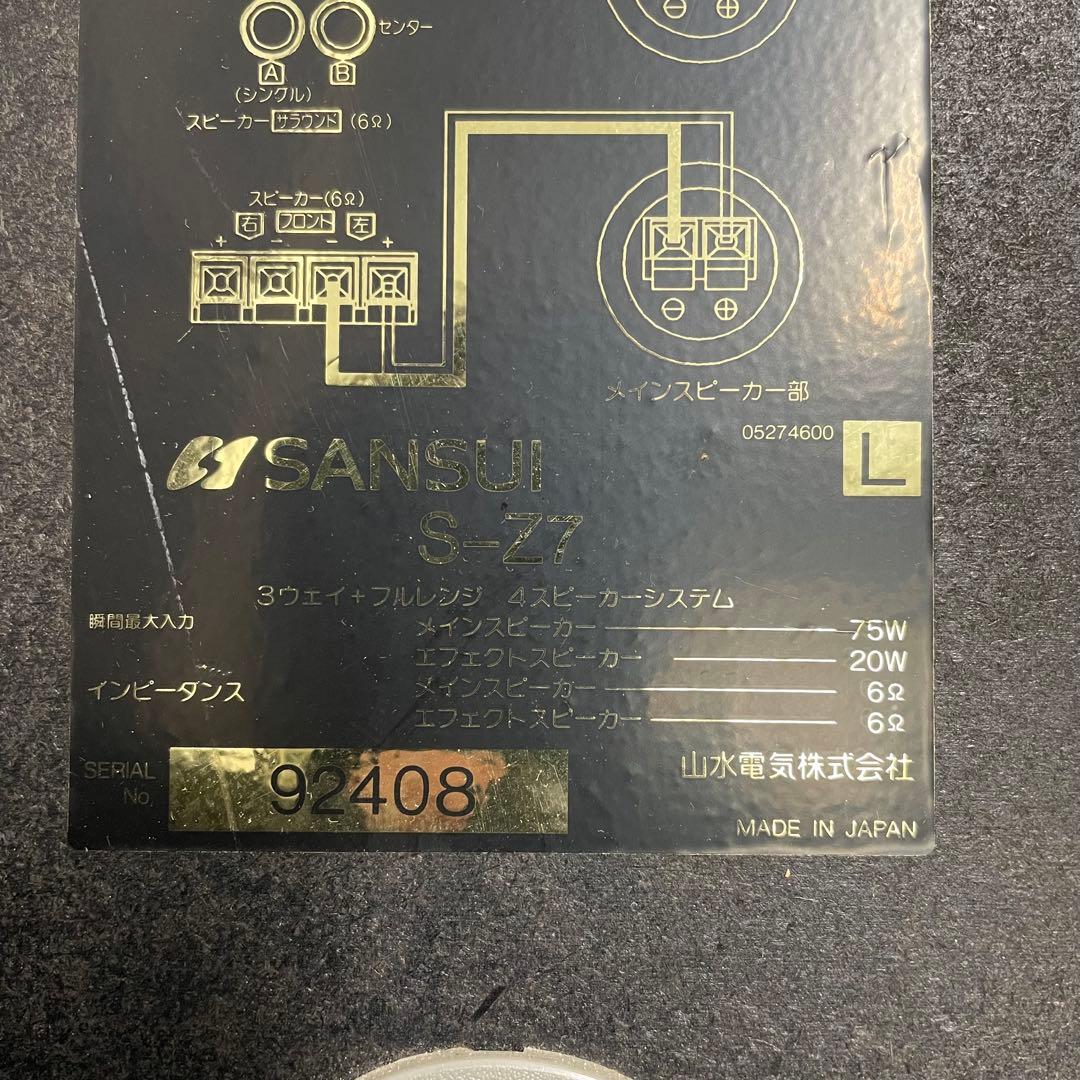 センター
A B
(シングル)
スピーカー サラウンド (6Ω)
スピーカー(6Ω)
右 フロント 左
+ − − +
⊖ ⊕
⊖ ⊕
メインスピーカー部
05274600 L
SANSUI
S-Z7
3ウェイ+フルレンジ 4スピーカーシステム
瞬間最大入力 メインスピーカー 75W
エフェクトスピーカー 20W
インピーダンス メインスピーカー 6Ω
エフェクトスピーカー 6Ω
山水電気株式会社
SERIAL No. 92408
MADE IN JAPAN